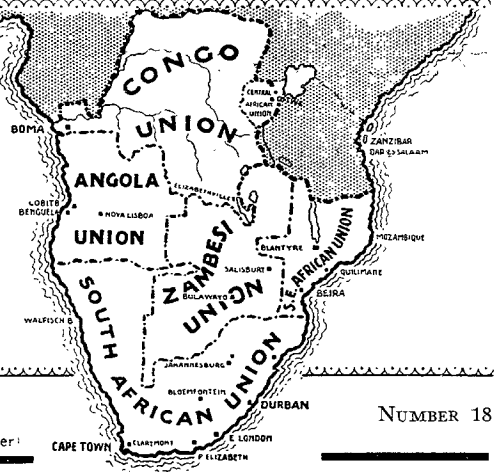 CONGO
UNION
CENTRAL
AFRICAN
UNION
BOMA
ZANZIBAR
DAR ES SALAAM
ANGOLA
ELIZABETHVILLE
LOBITO
BENGUELA
NOVA LISBOA
UNION
ZAMBESI
UNION
BLANTYRE
SALISBURY
BULAWAYO
S.E. AFRICAN UNION
MOZAMBIQUE
QUILIMANE
BEIRA
WALFISCH B.
SOUTH AFRICAN UNION
JOHANNESBURG
BLOEMFONTEIN
DURBAN
NUMBER 18
CAPE TOWN
CLAREMONT
E. LONDON
P. ELIZABETH